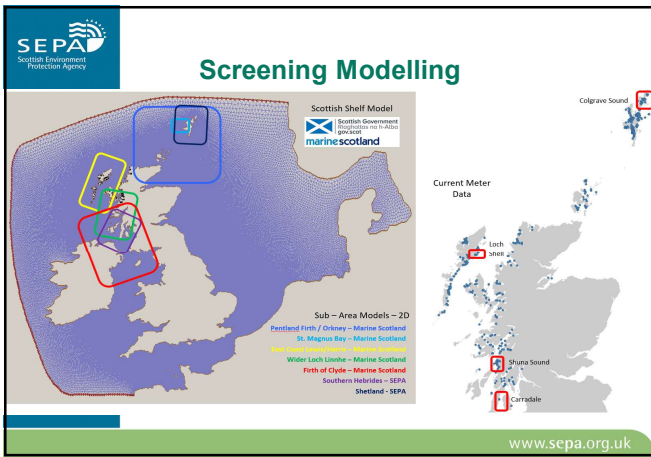 SEPA
Scottish Environment
Protection Agency
Screening Modelling
Scottish Shelf Model
Scottish Government
Riaghaltas na h-Alba
gov.scot
marinescotland
Sub – Area Models – 2D
Pentland Firth / Orkney – Marine Scotland
St. Magnus Bay – Marine Scotland
– Marine Scotland
Wider Loch Linnhe – Marine Scotland
Firth of Clyde – Marine Scotland
Southern Hebrides – SEPA
Shetland - SEPA
Colgrave Sound
Current Meter
Data
Loch
Shell
Shuna Sound
Carradale
www.sepa.org.uk